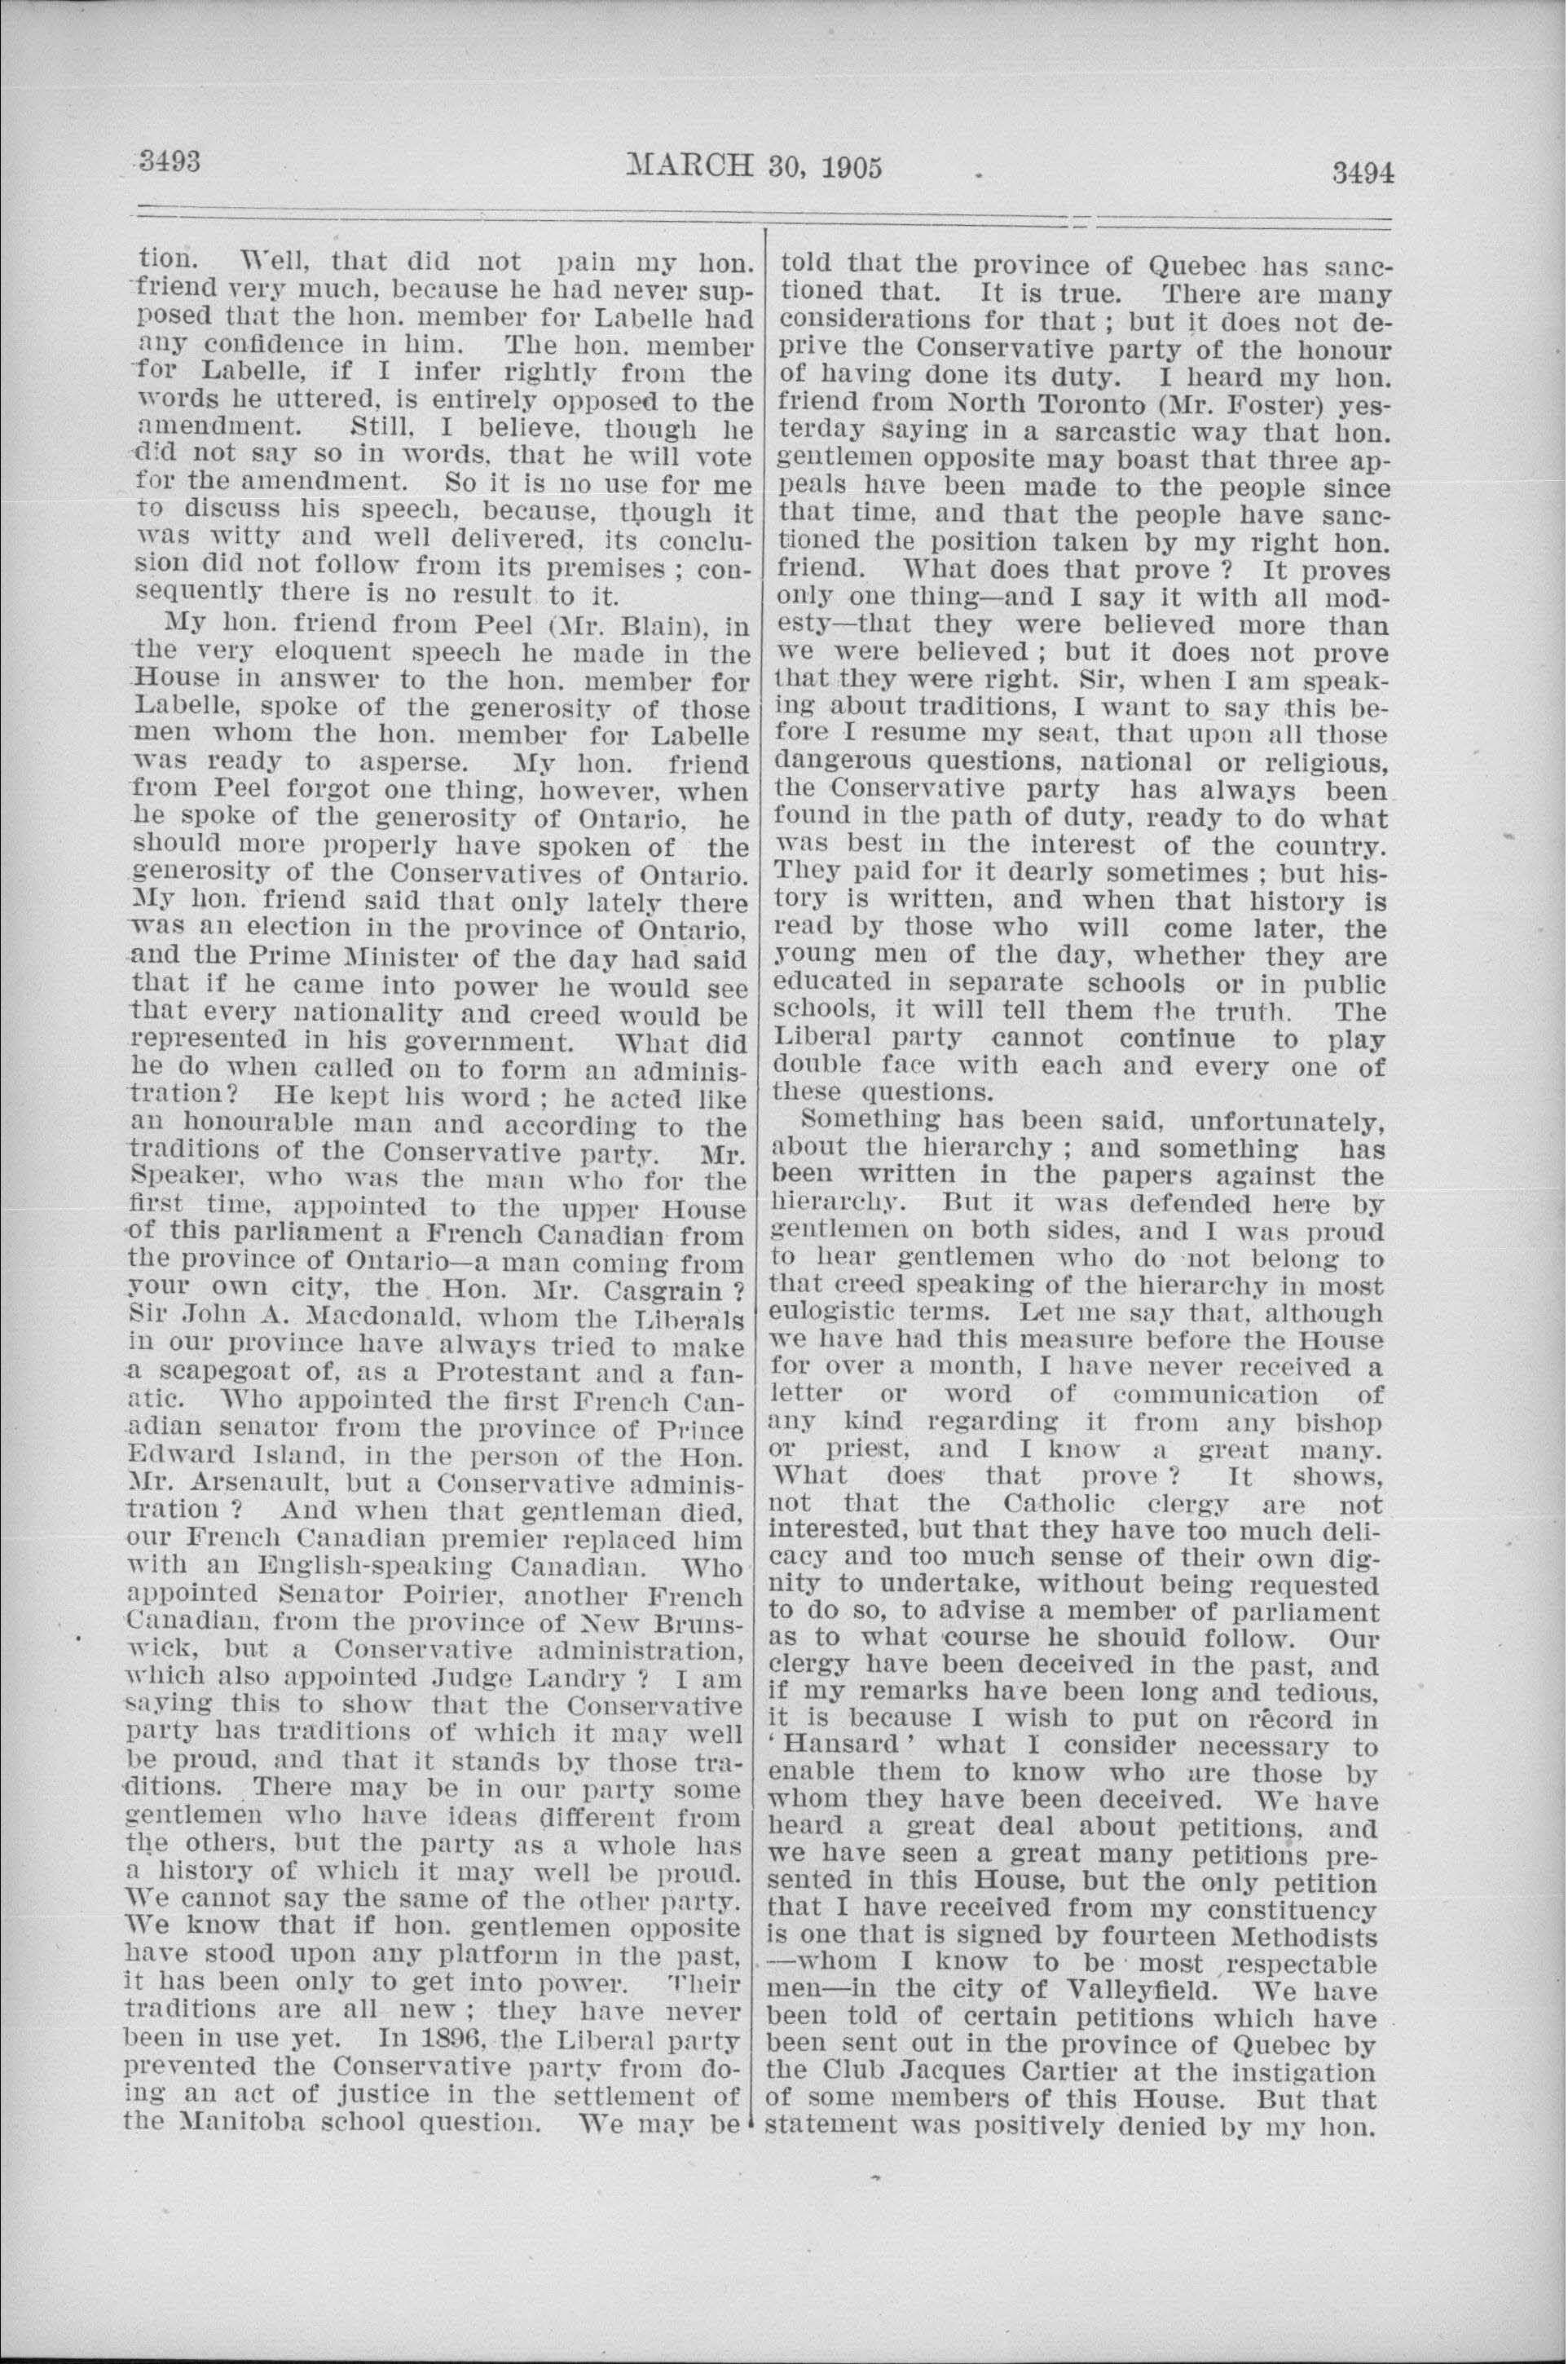 3493
MARCH 30, 1905
3494
tion. Well, that did not pain my hon.
friend very much, because he had never sup-
posed that the hon. member for Labelle had
any confidence in him. The hon. member
for Labelle, if I infer rightly from the
words he uttered, is entirely opposed to the
amendment. Still, I believe, though he
did not say so in words, that he will vote
for the amendment. So it is no use for me
to discuss his speech, because, though it
was witty and well delivered, its conclu-
sion did not follow from its premises ; con-
sequently there is no result to it.
My hon. friend from Peel (Mr. Blain), in
the very eloquent speech he made in the
House in answer to the hon. member for
Labelle, spoke of the generosity of those
men whom the hon. member for Labelle
was ready to asperse. My hon. friend
from Peel forgot one thing, however, when
he spoke of the generosity of Ontario, he
should more properly have spoken of the
generosity of the Conservatives of Ontario.
My hon. friend said that only lately there
was an election in the province of Ontario,
and the Prime Minister of the day had said
that if he came into power he would see
that every nationality and creed would be
represented in his government. What did
he do when called on to form an adminis-
tration? He kept his word ; he acted like
an honourable man and according to the
traditions of the Conservative party. Mr.
Speaker, who was the man who for the
first time, appointed to the upper House
of this parliament a French Canadian from
the province of Ontario—a man coming from
your own city, the Hon. Mr. Casgrain ?
Sir John A. Macdonald, whom the Liberals
in our province have always tried to make
a scapegoat of, as a Protestant and a fan-
atic. Who appointed the first French Can-
adian senator from the province of Prince
Edward Island, in the person of the Hon.
Mr. Arsenault, but a Conservative adminis-
tration ? And when that gentleman died,
our French Canadian premier replaced him
with an English-speaking Canadian. Who
appointed Senator Poirier, another French
Canadian, from the province of New Bruns-
wick, but a Conservative administration,
which also appointed Judge Landry ? I am
saying this to show that the Conservative
party has traditions of which it may well
be proud, and that it stands by those tra-
ditions. There may be in our party some
gentlemen who have ideas different from
the others, but the party as a whole has
a history of which it may well be proud.
We cannot say the same of the other party.
We know that if hon. gentlemen opposite
have stood upon any platform in the past,
it has been only to get into power. Their
traditions are all new ; they have never
been in use yet. In 1896, the Liberal party
prevented the Conservative party from do-
ing an act of justice in the settlement of
the Manitoba school question. We may be
told that the province of Quebec has sanc-
tioned that. It is true. There are many
considerations for that ; but it does not de-
prive the Conservative party of the honour
of having done its duty. I heard my hon.
friend from North Toronto (Mr. Foster) yes-
terday saying in a sarcastic way that hon.
gentlemen opposite may boast that three ap-
peals have been made to the people since
that time, and that the people have sanc-
tioned the position taken by my right hon.
friend. What does that prove ? It proves
only one thing—and I say it with all mod-
esty—that they were believed more than
we were believed ; but it does not prove
that they were right. Sir, when I am speak-
ing about traditions, I want to say this be-
fore I resume my seat, that upon all those
dangerous questions, national or religious,
the Conservative party has always been
found in the path of duty, ready to do what
was best in the interest of the country.
They paid for it dearly sometimes ; but his-
tory is written, and when that history is
read by those who will come later, the
young men of the day, whether they are
educated in separate schools or in public
schools, it will tell them the truth. The
Liberal party cannot continue to play
double face with each and every one of
these questions.
Something has been said, unfortunately,
about the hierarchy ; and something has
been written in the papers against the
hierarchy. But it was defended here by
gentlemen on both sides, and I was proud
to hear gentlemen who do not belong to
that creed speaking of the hierarchy in most
eulogistic terms. Let me say that, although
we have had this measure before the House
for over a month, I have never received a
letter or word of communication of
any kind regarding it from any bishop
or priest, and I know a great many.
What does that prove ? It shows,
not that the Catholic clergy are not
interested, but that they have too much deli-
cacy and too much sense of their own dig-
nity to undertake, without being requested
to do so, to advise a member of parliament
as to what course he should follow. Our
clergy have been deceived in the past, and
if my remarks have been long and tedious,
it is because I wish to put on record in
‘ Hansard ’ what I consider necessary to
enable them to know who are those by
whom they have been deceived. We have
heard a great deal about petitions, and
we have seen a great many petitions pre-
sented in this House, but the only petition
that I have received from my constituency
is one that is signed by fourteen Methodists
—whom I know to be most respectable
men—in the city of Valleyfield. We have
been told of certain petitions which have
been sent out in the province of Quebec by
the Club Jacques Cartier at the instigation
of some members of this House. But that
statement was positively denied by my hon.